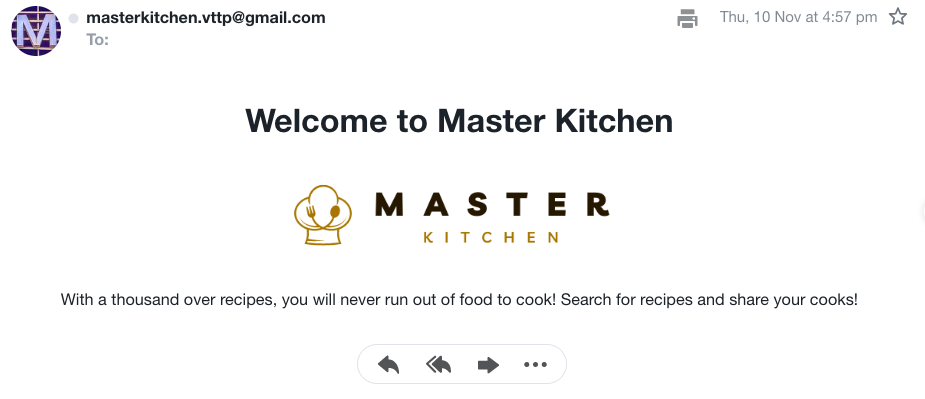 M
masterkitchen.vttp@gmail.com
Thu, 10 Nov at 4:57 pm
To:
Welcome to Master Kitchen
MASTER
KITCHEN
With a thousand over recipes, you will never run out of food to cook! Search for recipes and share your cooks!